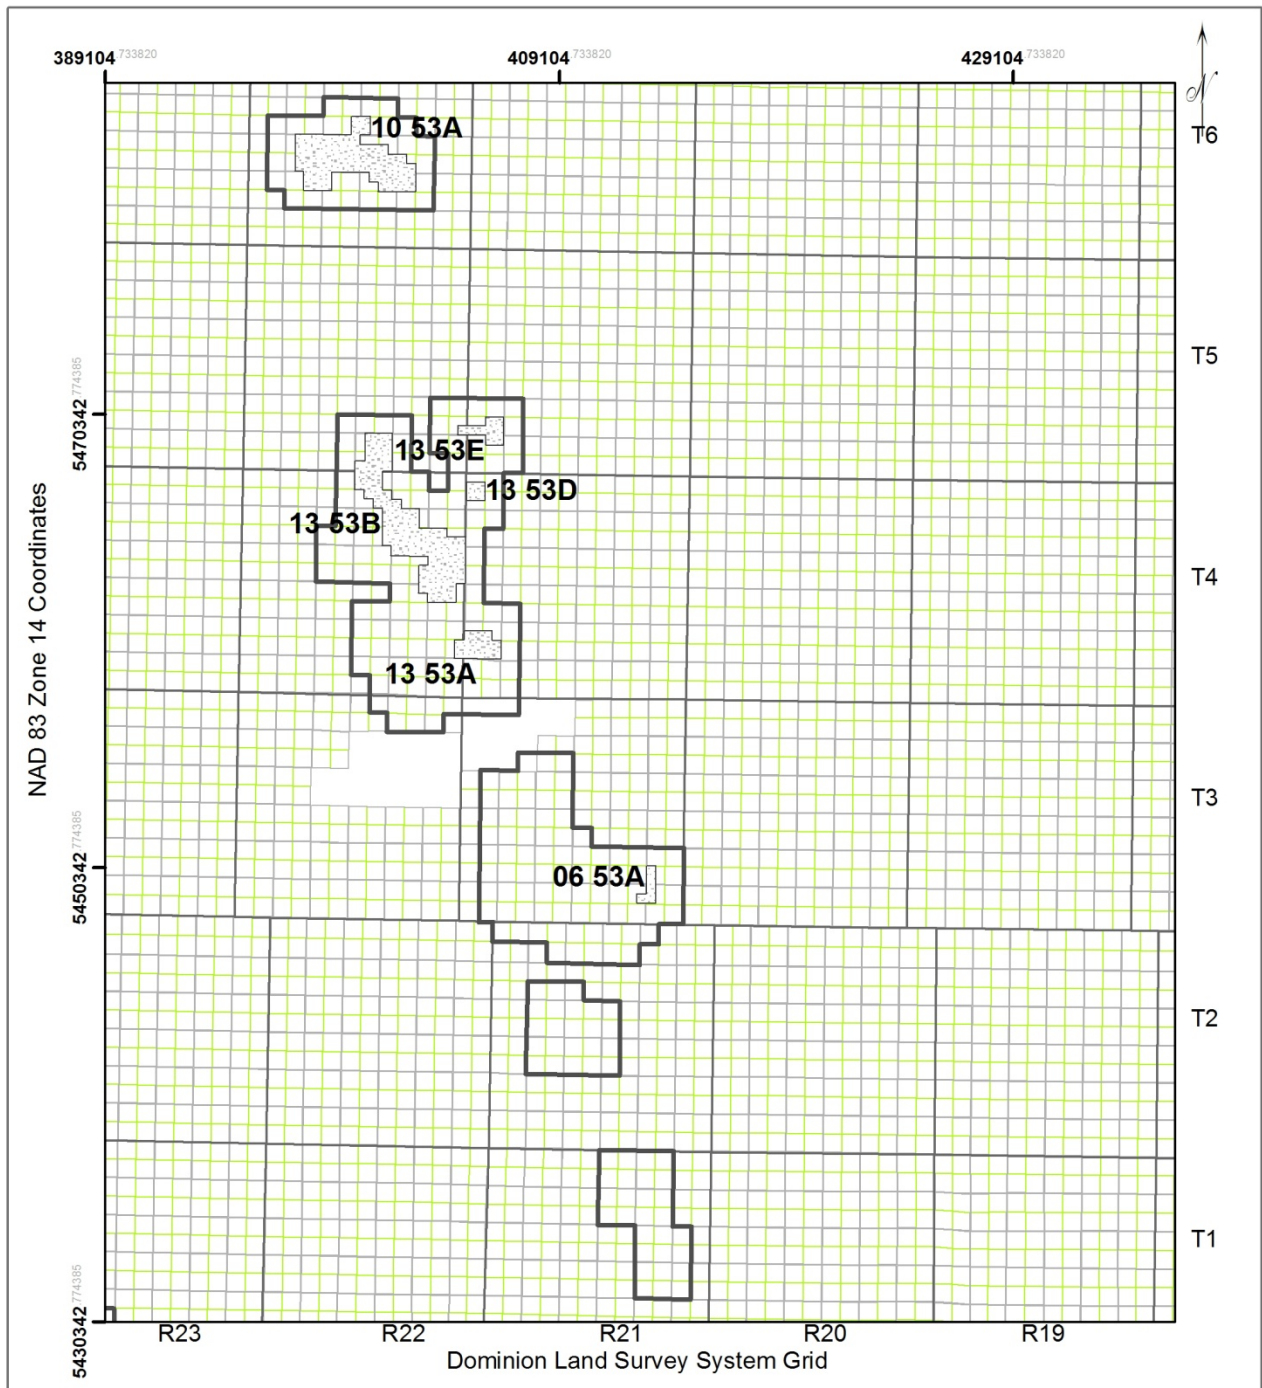 389104 .733820
409104 .733820
429104 .733820
N
10 53A
T6
T5
5470342 .774385
13 53E
13 53D
13 53B
T4
13 53A
NAD 83 Zone 14 Coordinates
T3
5450342 .774385
06 53A
T2
T1
5430342 .774385
R23 R22 R21 R20 R19
Dominion Land Survey System Grid